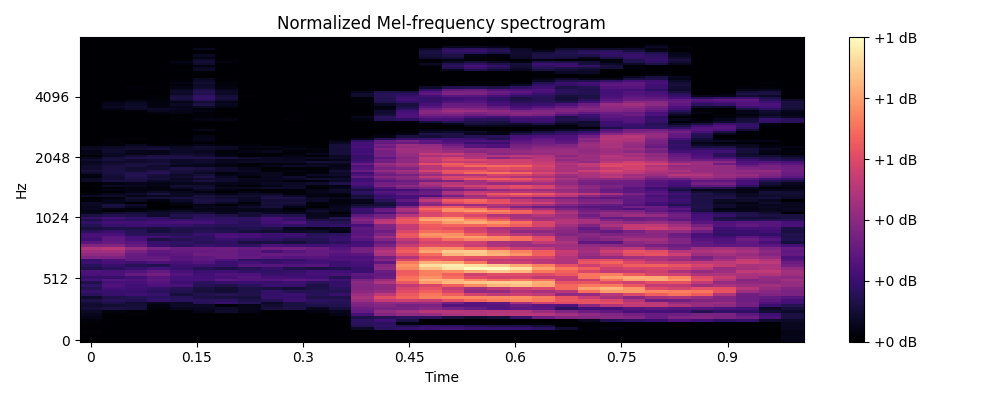 Normalized Mel-frequency spectrogram
+1 dB
4096
+1 dB
2048
+1 dB
Hz
1024
+0 dB
512
+0 dB
0
+0 dB
0 0.15 0.3 0.45 0.6 0.75 0.9
Time